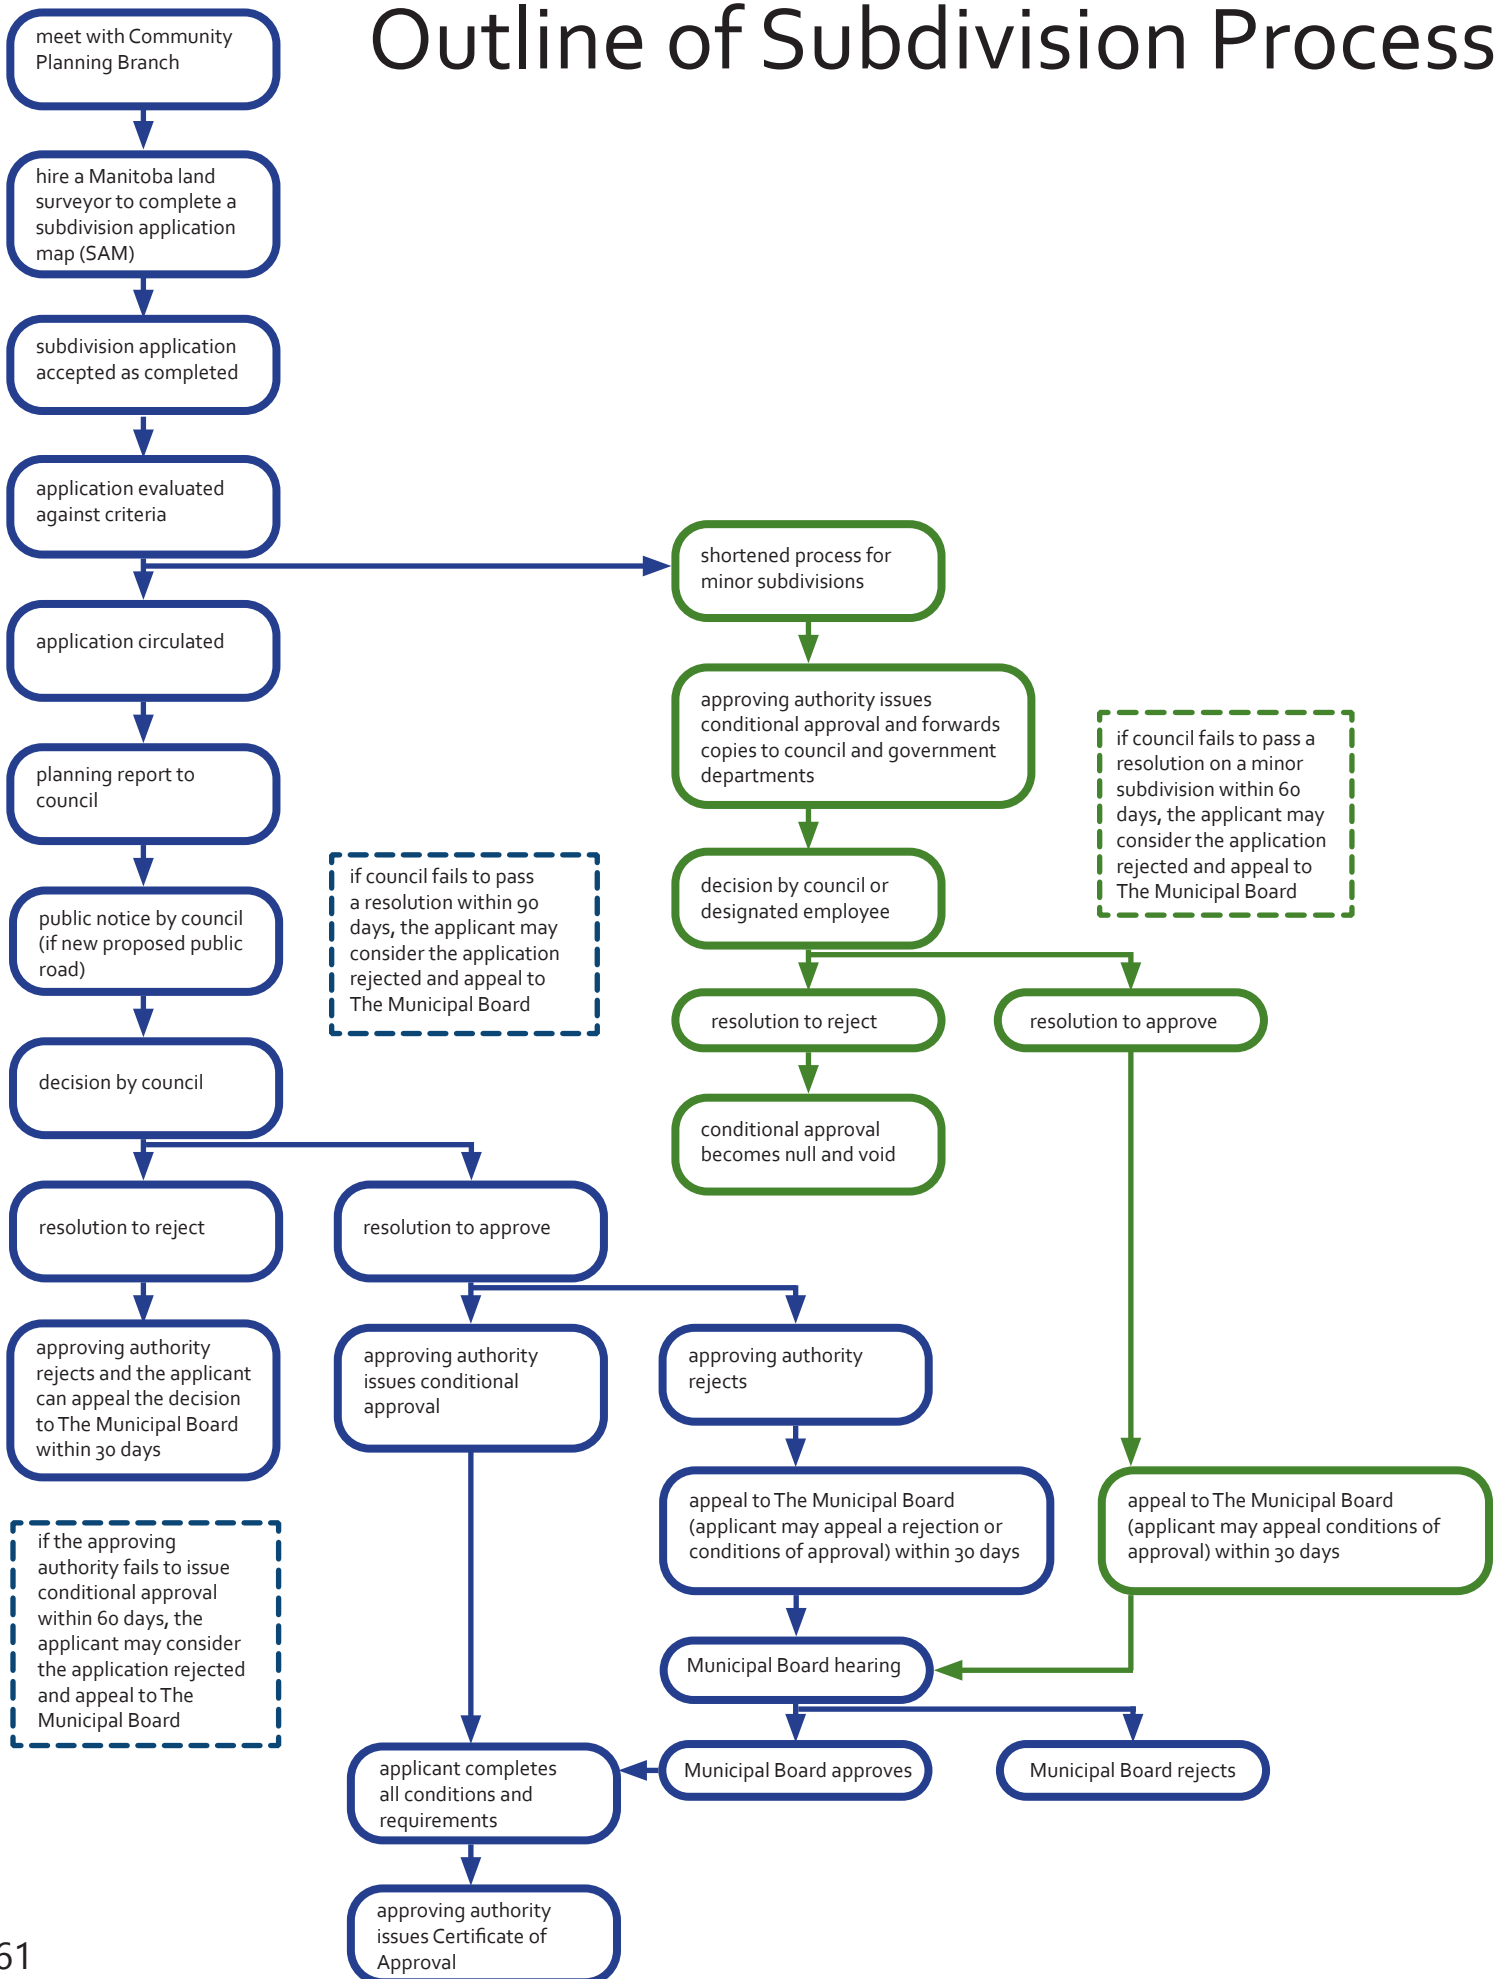 Outline of Subdivision Process
meet with Community
Planning Branch
hire a Manitoba land
surveyor to complete a
subdivision application
map (SAM)
subdivision application
accepted as completed
application evaluated
against criteria
application circulated
planning report to
council
public notice by council
(if new proposed public
road)
decision by council
resolution to reject
approving authority
rejects and the applicant
can appeal the decision
to The Municipal Board
within 30 days
if the approving
authority fails to issue
conditional approval
within 60 days, the
applicant may consider
the application rejected
and appeal to The
Municipal Board
if council fails to pass
a resolution within 90
days, the applicant may
consider the application
rejected and appeal to
The Municipal Board
resolution to approve
approving authority
issues conditional
approval
approving authority
rejects
appeal to The Municipal Board
(applicant may appeal a rejection or
conditions of approval) within 30 days
Municipal Board hearing
Municipal Board approves
Municipal Board rejects
applicant completes
all conditions and
requirements
approving authority
issues Certificate of
Approval
shortened process for
minor subdivisions
approving authority issues
conditional approval and forwards
copies to council and government
departments
decision by council or
designated employee
resolution to reject
conditional approval
becomes null and void
resolution to approve
if council fails to pass a
resolution on a minor
subdivision within 60
days, the applicant may
consider the application
rejected and appeal to
The Municipal Board
appeal to The Municipal Board
(applicant may appeal conditions of
approval) within 30 days
61